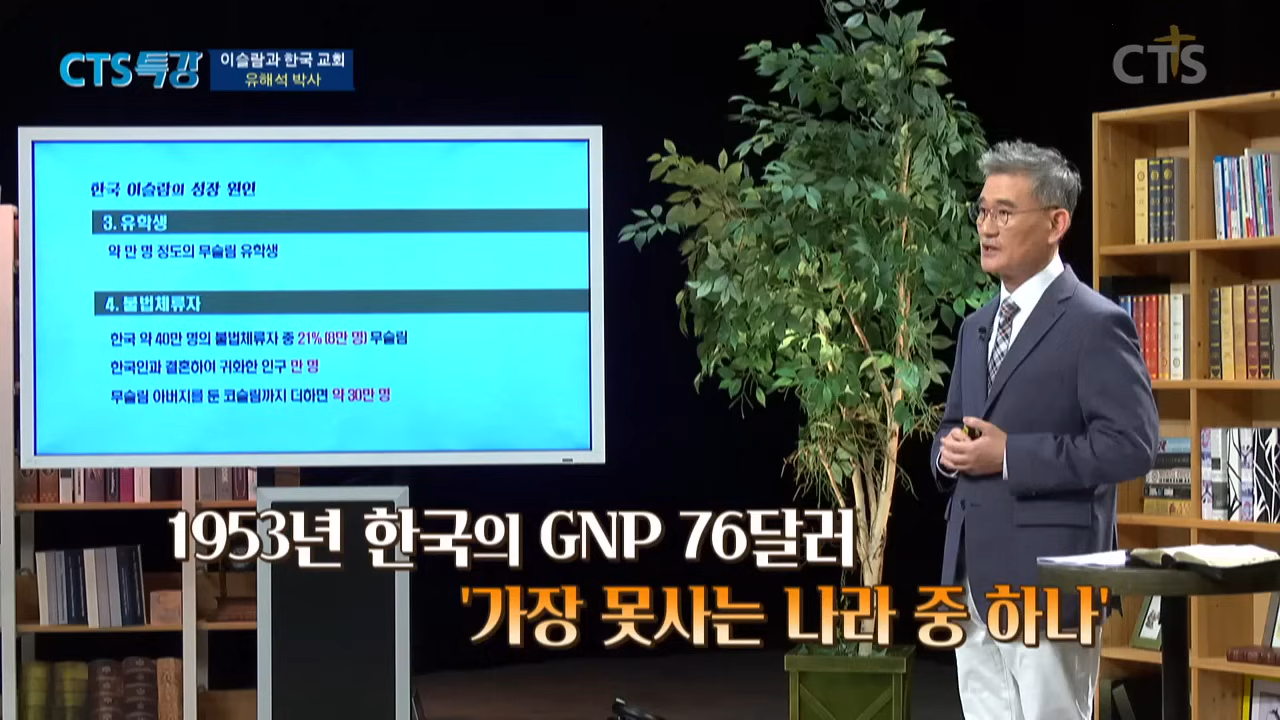 CTS특강
이슬람과 한국 교회
유해석 박사
CTS
한국 이슬람의 성장 원인
3. 유학생
약 만 명 정도의 무슬림 유학생
4. 불법체류자
한국 약 40만 명의 불법체류자 중 21% (8만 명) 무슬림
한국인과 결혼하여 귀화한 인구 만 명
무슬림 아버지를 둔 코슬림까지 더하면 약 30만 명
1953년 한국의 GNP 76달러
'가장 못사는 나라 중 하나'